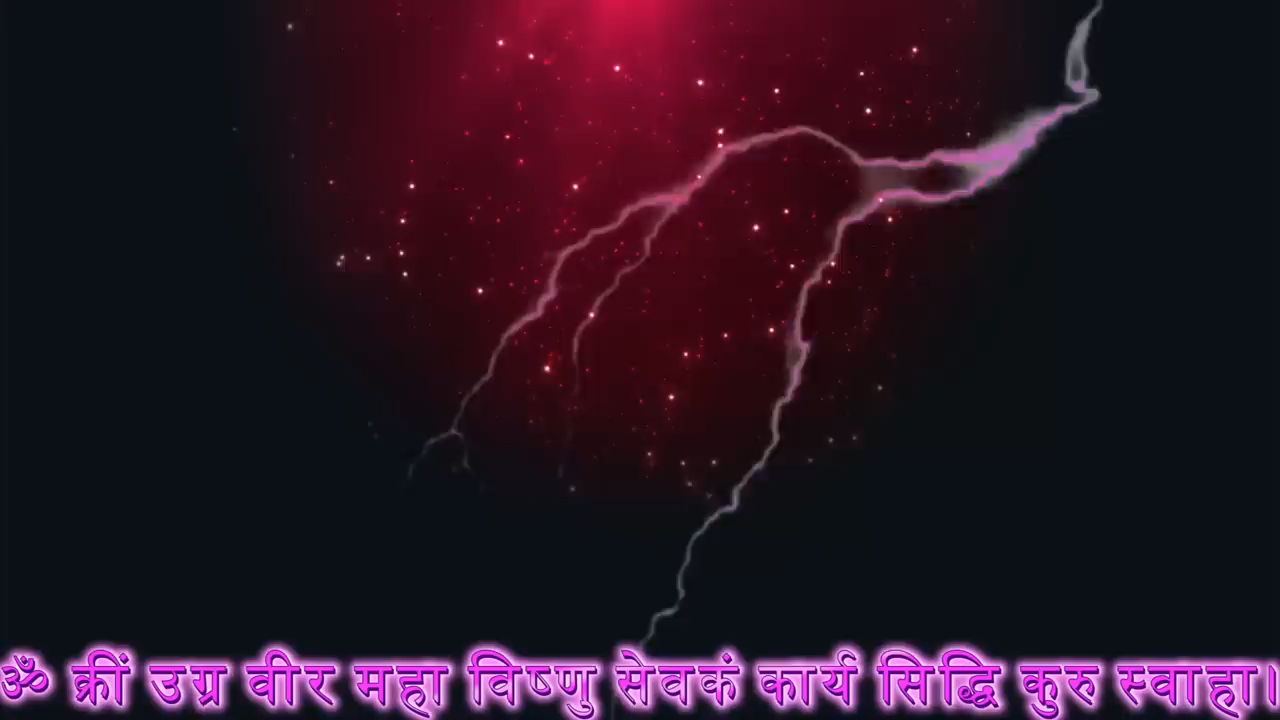 ॐ क्रीं उग्र वीर महा विष्णु सेवकं कार्य सिद्धि कुरु स्वाहा।